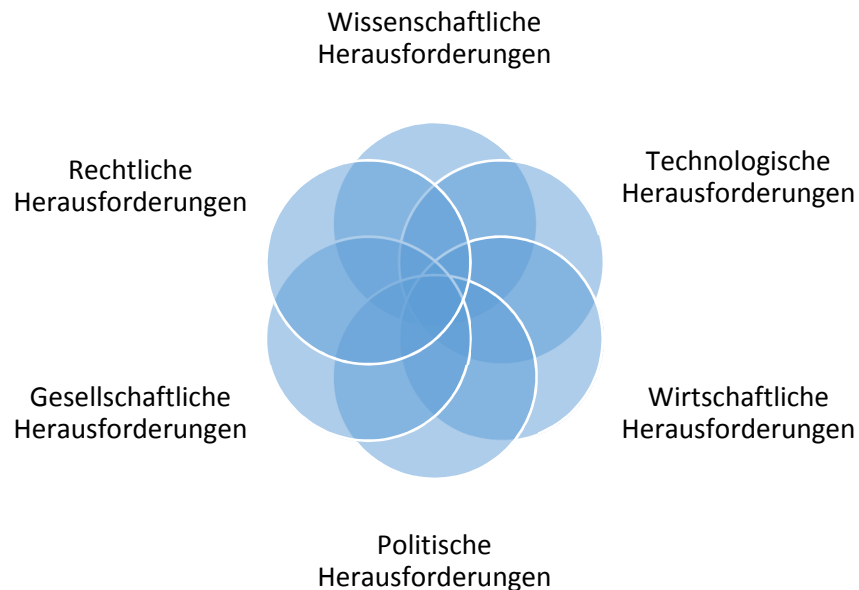 Wissenschaftliche
Herausforderungen
Technologische
Herausforderungen
Wirtschaftliche
Herausforderungen
Politische
Herausforderungen
Gesellschaftliche
Herausforderungen
Rechtliche
Herausforderungen